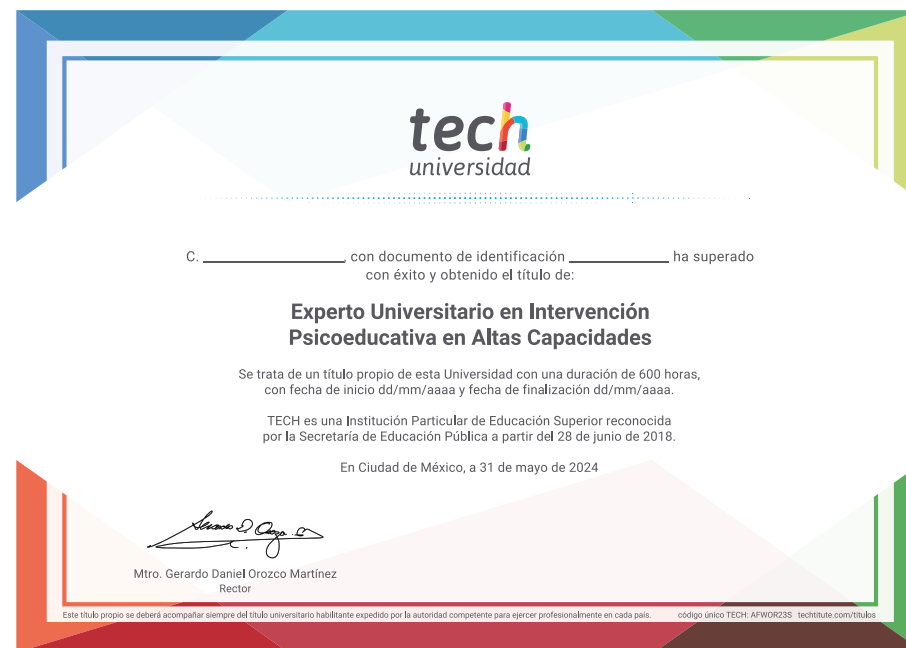 tech
universidad
C. ____________________, con documento de identificación ______________ ha superado
con éxito y obtenido el título de:
Experto Universitario en Intervención
Psicoeducativa en Altas Capacidades
Se trata de un título propio de esta Universidad con una duración de 600 horas,
con fecha de inicio dd/mm/aaaa y fecha de finalización dd/mm/aaaa.
TECH es una Institución Particular de Educación Superior reconocida
por la Secretaría de Educación Pública a partir del 28 de junio de 2018.
En Ciudad de México, a 31 de mayo de 2024
Mtro. Gerardo Daniel Orozco Martínez
Rector
Este título propio se deberá acompañar siempre del título universitario habilitante expedido por la autoridad competente para ejercer profesionalmente en cada país. código único TECH: AFWOR23S techtitute.com/titulos